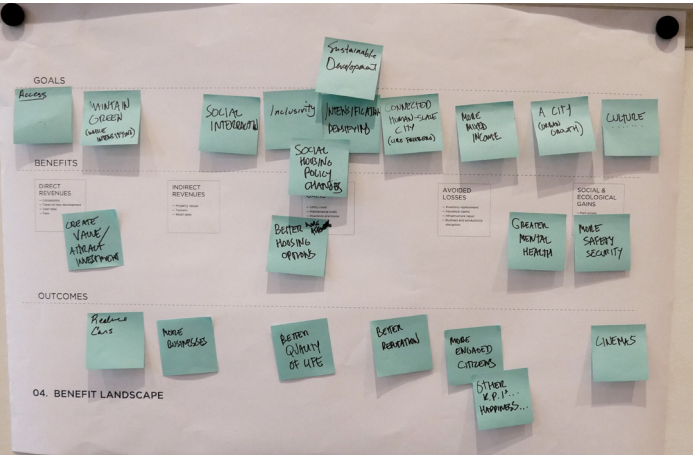 Sustainable
Development
GOALS
Access
MAINTAIN
GREEN
SOCIAL
INTERACTION
Inclusivity
INTENSIFICATION
DENSIFYING
CONNECTED
HUMAN-SCALE
CITY
MORE
MIXED
INCOME
A CITY
(URBAN
GROWTH)
CULTURE
SOCIAL
HOUSING
POLICY
CHANGES
BENEFITS
DIRECT
REVENUES
INDIRECT
REVENUES
AVOIDED
LOSSES
SOCIAL &
ECOLOGICAL
GAINS
CREATE
VALUE/
ATTRACT
INVESTMENT
BETTER
HOUSING
OPTIONS
GREATER
MENTAL
HEALTH
MORE
SAFETY
SECURITY
OUTCOMES
Reduce
Cars
MORE
BUSINESSES
BETTER
QUALITY
OF LIFE
BETTER
REPUTATION
MORE
ENGAGED
CITIZENS
OTHER
K.P.I's...
HAPPINESS...
CINEMAS
04. BENEFIT LANDSCAPE